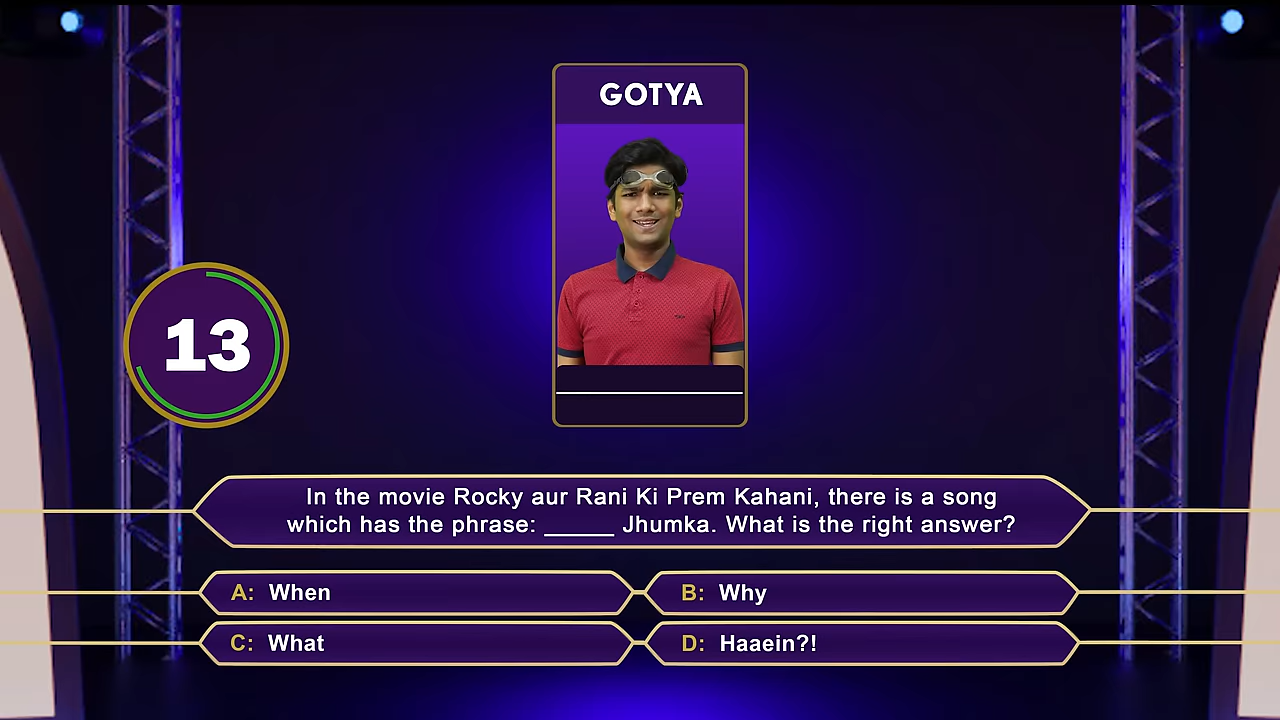 GOTYA
13
In the movie Rocky aur Rani Ki Prem Kahani, there is a song
which has the phrase: ______ Jhumka. What is the right answer?
A: When
B: Why
C: What
D: Haaein?!